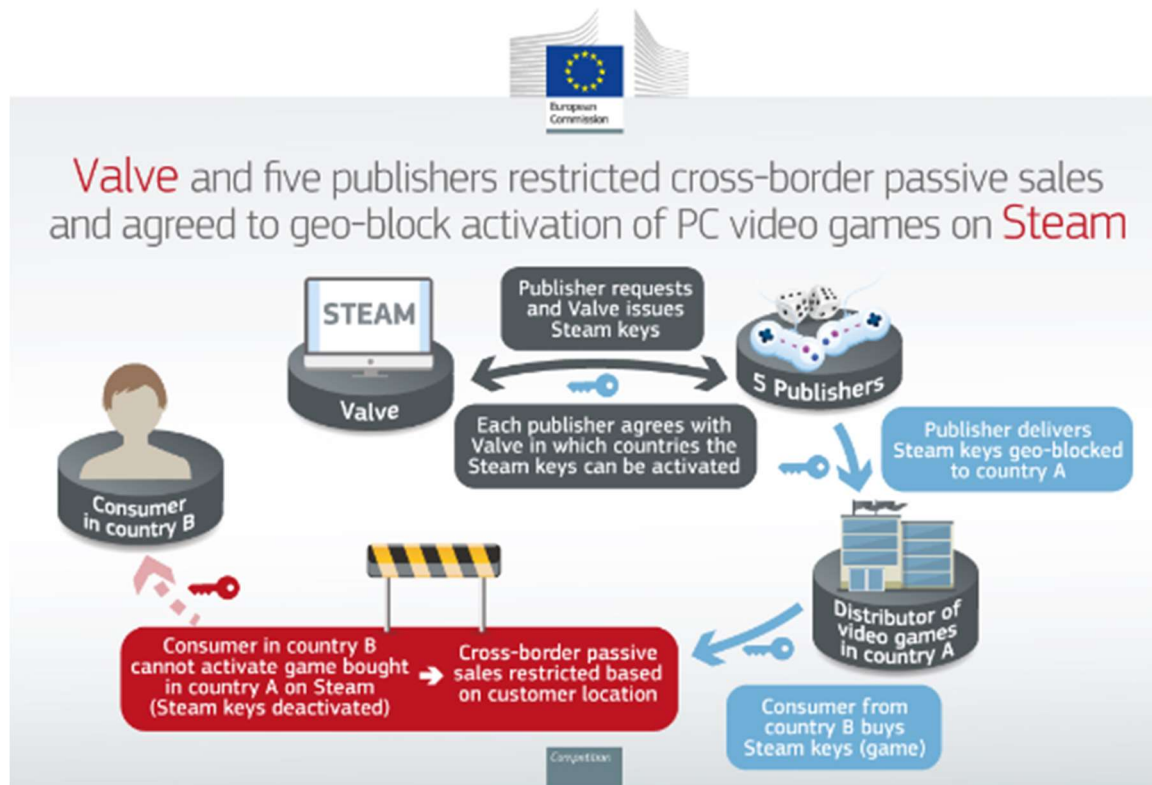 European
Commission
Valve and five publishers restricted cross-border passive sales
and agreed to geo-block activation of PC video games on Steam
STEAM
Valve
Publisher requests
and Valve issues
Steam keys
5 Publishers
Each publisher agrees with
Valve in which countries the
Steam keys can be activated
Publisher delivers
Steam keys geo-blocked
to country A
Consumer
in country B
Distributor of
video games
in country A
Consumer in country B
cannot activate game bought
in country A on Steam
(Steam keys deactivated)
Cross-border passive
sales restricted based
on customer location
Consumer from
country B buys
Steam keys (game)
Competition